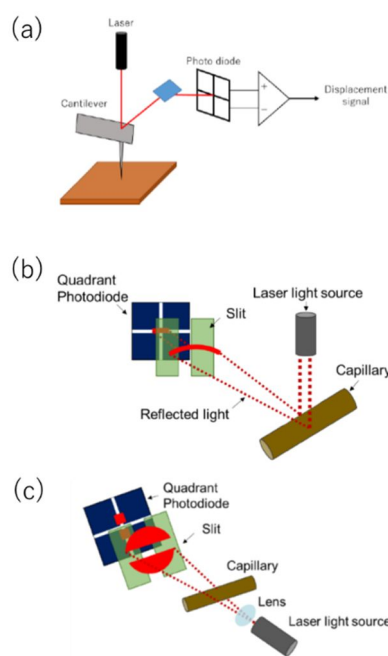 (a)
Laser
Photo diode
Cantilever
+
−
Displacement
signal
(b)
Quadrant
Photodiode
Slit
Laser light source
Capillary
Reflected light
(c)
Quadrant
Photodiode
Slit
Capillary
Lens
Laser light source